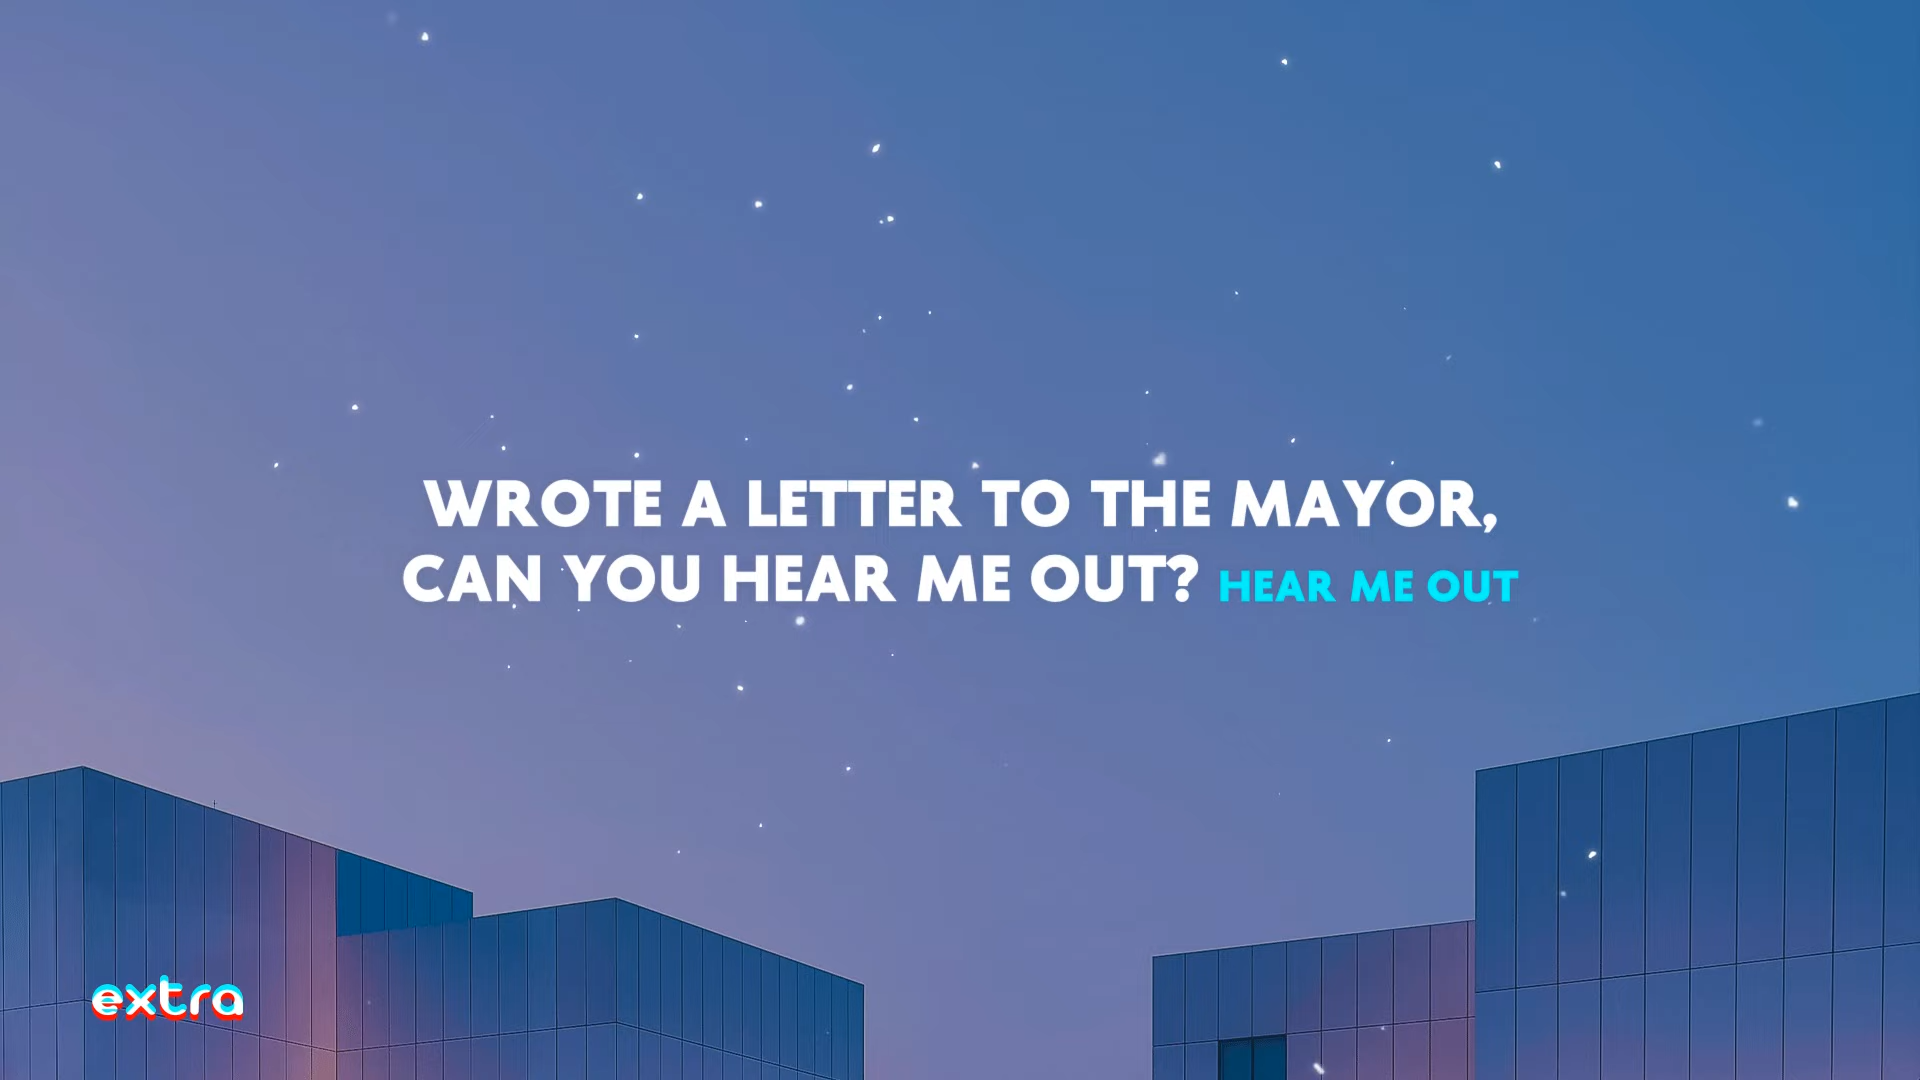 WROTE A LETTER TO THE MAYOR,
CAN YOU HEAR ME OUT? HEAR ME OUT
extra